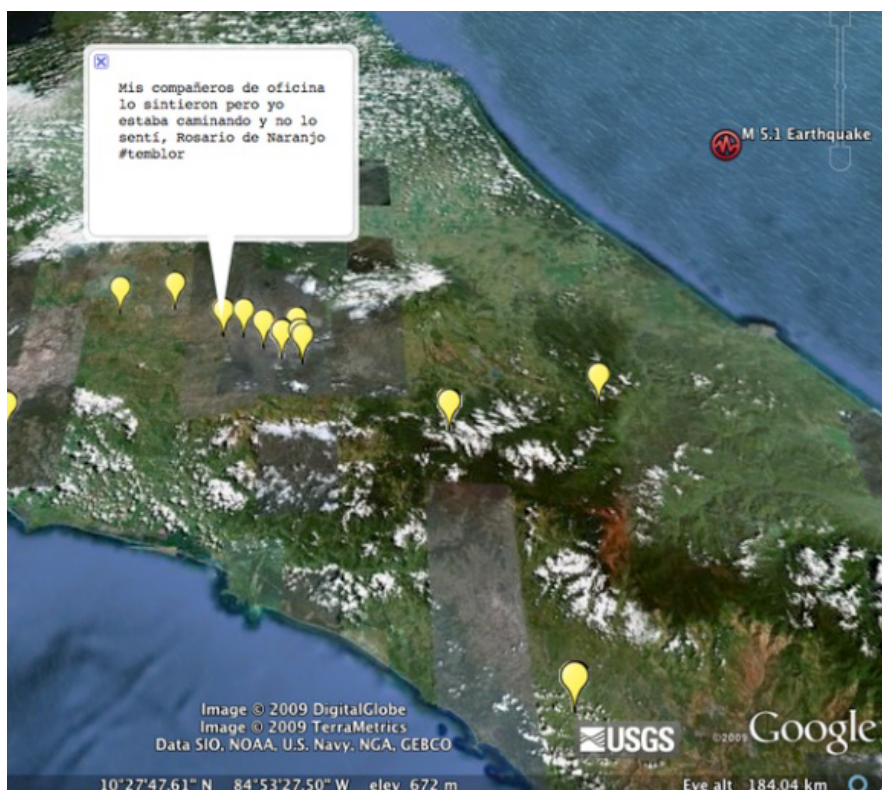 Mis compañeros de oficina
lo sintieron pero yo
estaba caminando y no lo
sentí, Rosario de Naranjo
#temblor
M 5.1 Earthquake
Image © 2009 DigitalGlobe
Image © 2009 TerraMetrics
Data SIO, NOAA, U.S. Navy, NGA, GEBCO
USGS
©2009 Google
10°27'47.61" N 84°53'27.50" W elev 672 m
Eye alt 184.04 km